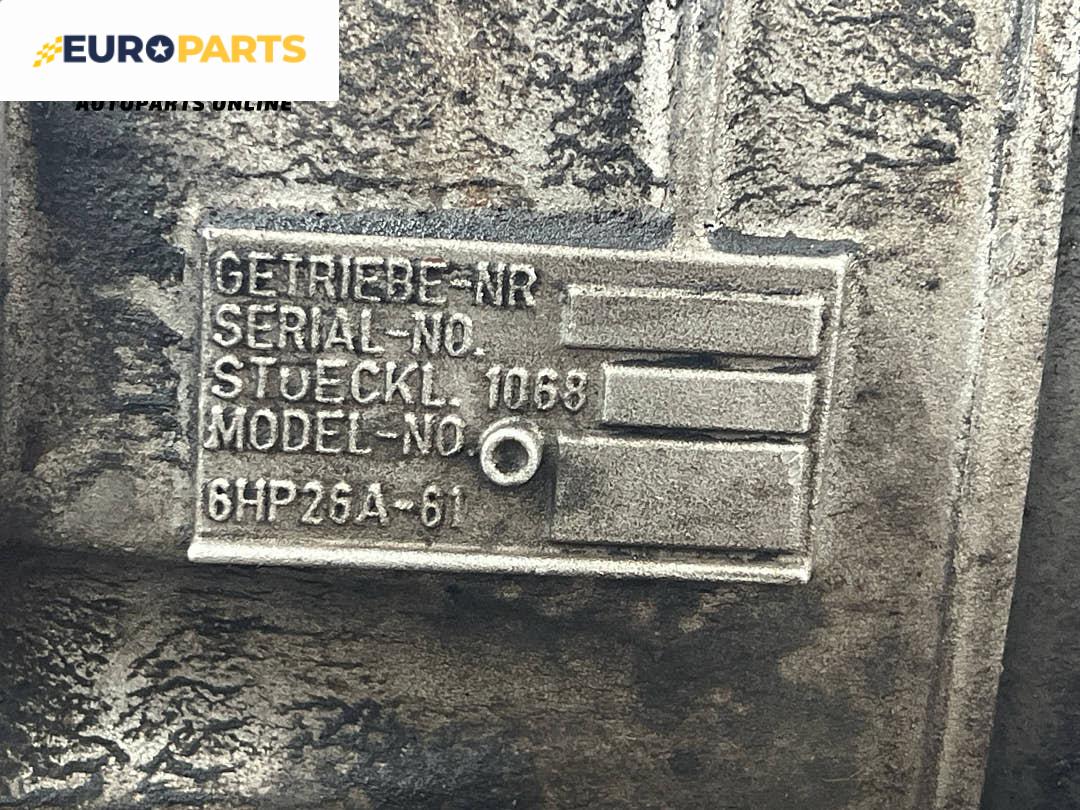 EUROPARTS
AUTOPARTS ONLINE
GETRIEBE-NR
SERIAL-NO.
STUECKL. 1068
MODEL-NO.
6HP26A-61